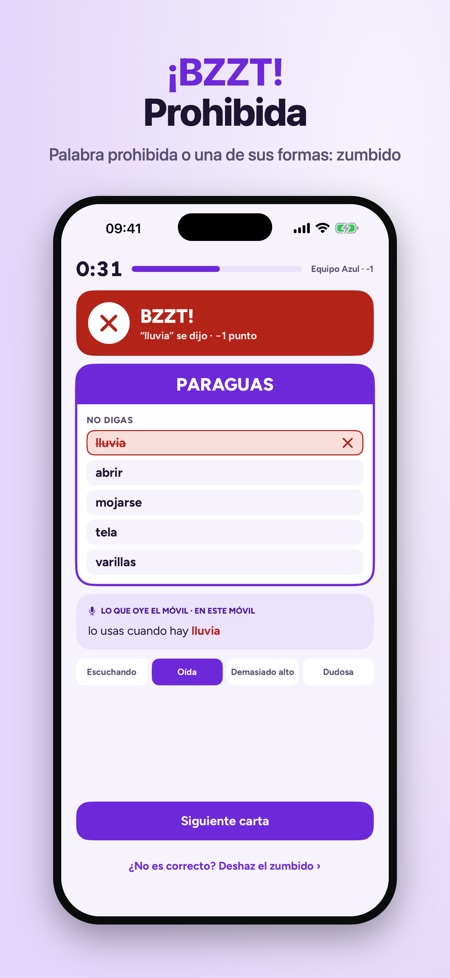 ¡BZZT!
Prohibida
Palabra prohibida o una de sus formas: zumbido
09:41
0:31
Equipo Azul · -1
BZZT!
“lluvia” se dijo · −1 punto
PARAGUAS
NO DIGAS
lluvia
abrir
mojarse
tela
varillas
LO QUE OYE EL MÓVIL · EN ESTE MÓVIL
lo usas cuando hay lluvia
Escuchando
Oída
Demasiado alto
Dudosa
Siguiente carta
¿No es correcto? Deshaz el zumbido ›